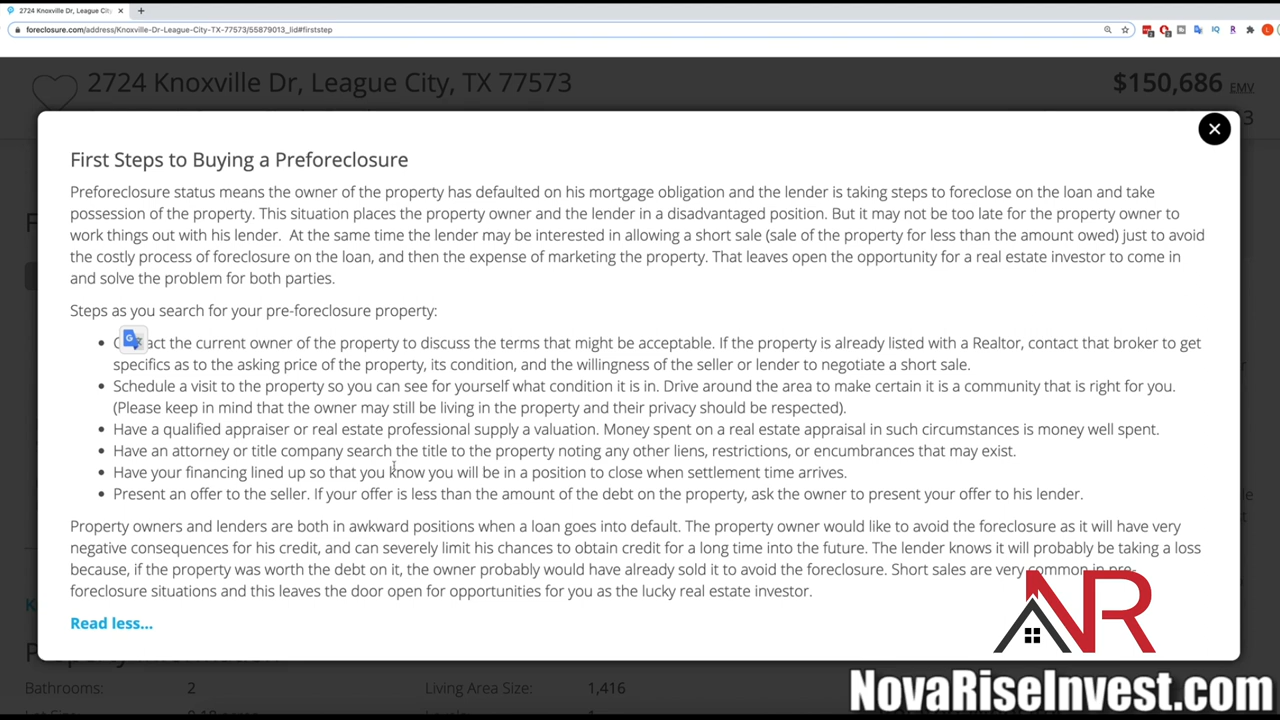 2724 Knoxville Dr, League City
foreclosure.com/address/Knoxville-Dr-League-City-TX-77573/55879013_lid#firststep
2724 Knoxville Dr, League City, TX 77573
$150,686 EMV
First Steps to Buying a Preforeclosure
Preforeclosure status means the owner of the property has defaulted on his mortgage obligation and the lender is taking steps to foreclose on the loan and take
possession of the property. This situation places the property owner and the lender in a disadvantaged position. But it may not be too late for the property owner to
work things out with his lender. At the same time the lender may be interested in allowing a short sale (sale of the property for less than the amount owed) just to avoid
the costly process of foreclosure on the loan, and then the expense of marketing the property. That leaves open the opportunity for a real estate investor to come in
and solve the problem for both parties.
Steps as you search for your pre-foreclosure property:
the current owner of the property to discuss the terms that might be acceptable. If the property is already listed with a Realtor, contact that broker to get
specifics as to the asking price of the property, its condition, and the willingness of the seller or lender to negotiate a short sale.
Schedule a visit to the property so you can see for yourself what condition it is in. Drive around the area to make certain it is a community that is right for you.
(Please keep in mind that the owner may still be living in the property and their privacy should be respected).
Have a qualified appraiser or real estate professional supply a valuation. Money spent on a real estate appraisal in such circumstances is money well spent.
Have an attorney or title company search the title to the property noting any other liens, restrictions, or encumbrances that may exist.
Have your financing lined up so that you know you will be in a position to close when settlement time arrives.
Present an offer to the seller. If your offer is less than the amount of the debt on the property, ask the owner to present your offer to his lender.
Property owners and lenders are both in awkward positions when a loan goes into default. The property owner would like to avoid the foreclosure as it will have very
negative consequences for his credit, and can severely limit his chances to obtain credit for a long time into the future. The lender knows it will probably be taking a loss
because, if the property was worth the debt on it, the owner probably would have already sold it to avoid the foreclosure. Short sales are very common in pre-
foreclosure situations and this leaves the door open for opportunities for you as the lucky real estate investor.
Read less...
NR
Bathrooms: 2 Living Area Size: 1,416
NovaRiseInvest.com